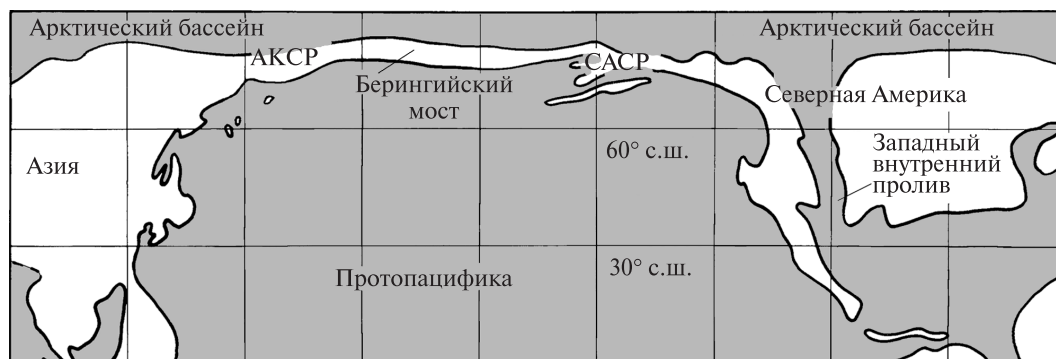 Арктический бассейн
Арктический бассейн
АКСР
САСР
Берингийский
мост
Северная Америка
60° с.ш.
Западный
внутренний
пролив
Азия
30° с.ш.
Протопацифика